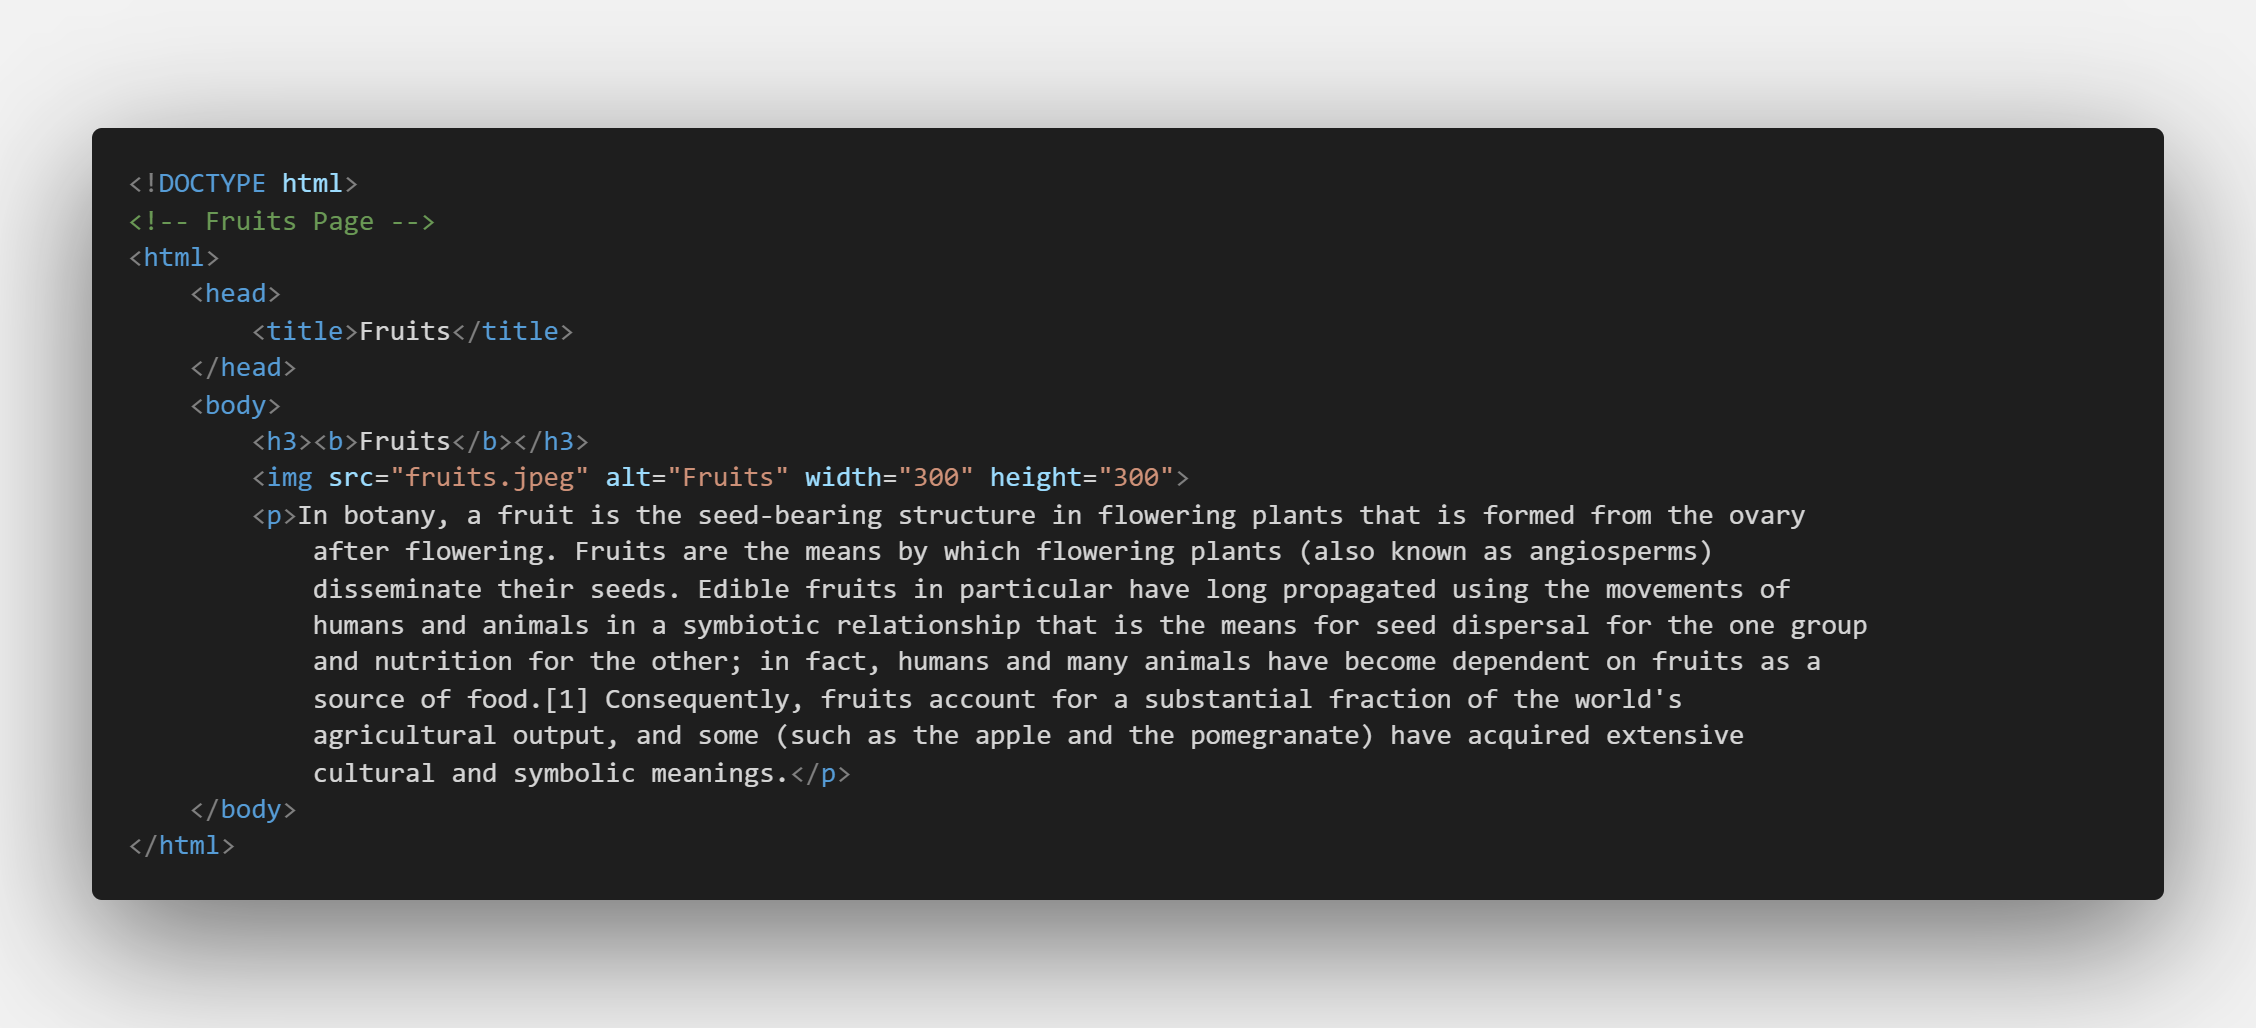 <!DOCTYPE html>
<!-- Fruits Page -->
<html>
    <head>
        <title>Fruits</title>
    </head>
    <body>
        <h3><b>Fruits</b></h3>
        <img src="fruits.jpeg" alt="Fruits" width="300" height="300">
        <p>In botany, a fruit is the seed-bearing structure in flowering plants that is formed from the ovary
            after flowering. Fruits are the means by which flowering plants (also known as angiosperms)
            disseminate their seeds. Edible fruits in particular have long propagated using the movements of
            humans and animals in a symbiotic relationship that is the means for seed dispersal for the one group
            and nutrition for the other; in fact, humans and many animals have become dependent on fruits as a
            source of food.[1] Consequently, fruits account for a substantial fraction of the world's
            agricultural output, and some (such as the apple and the pomegranate) have acquired extensive
            cultural and symbolic meanings.</p>
    </body>
</html>